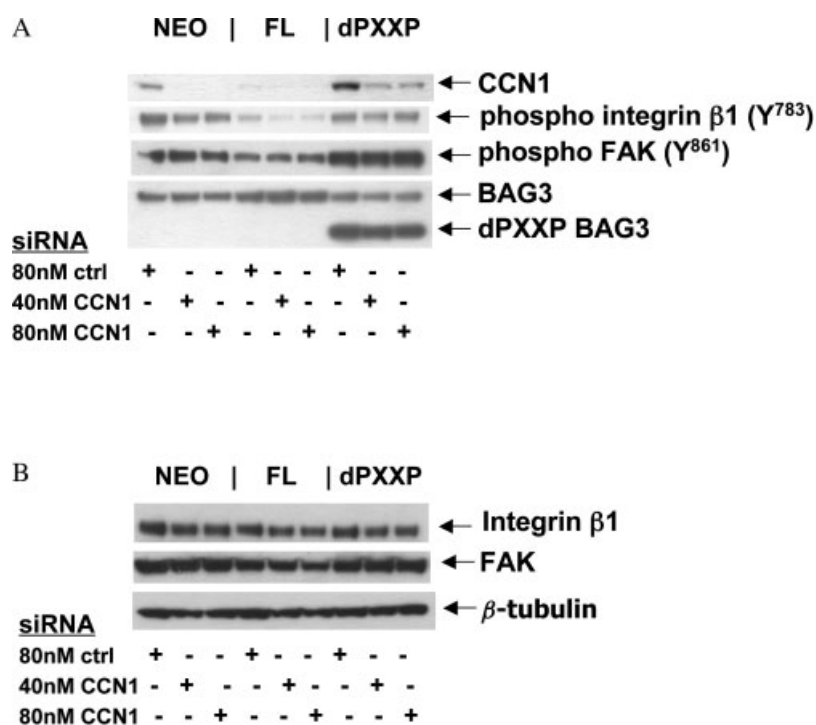 A
NEO | FL | dPXXP
CCN1
phospho integrin β1 (Y⁷⁸³)
phospho FAK (Y⁸⁶¹)
BAG3
dPXXP BAG3
siRNA
80nM ctrl + - - + - - + - -
40nM CCN1 - + - - + - - + -
80nM CCN1 - - + - - + - - +
B
NEO | FL | dPXXP
Integrin β1
FAK
β-tubulin
siRNA
80nM ctrl + - - + - - + - -
40nM CCN1 - + - - + - - + -
80nM CCN1 - - + - - + - - +